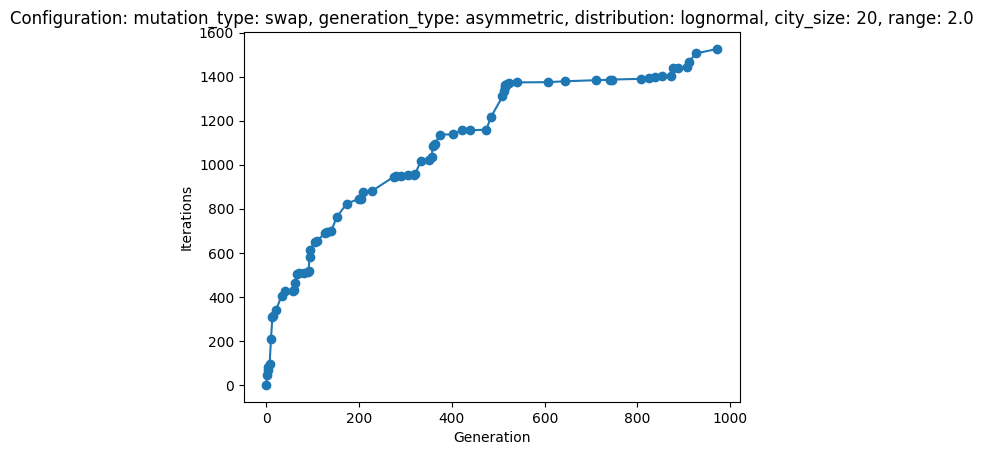 Configuration: mutation_type: swap, generation_type: asymmetric, distribution: lognormal, city_size: 20, range: 2.0
1600
1400
1200
1000
800
600
400
200
0
Iterations
0 200 400 600 800 1000
Generation